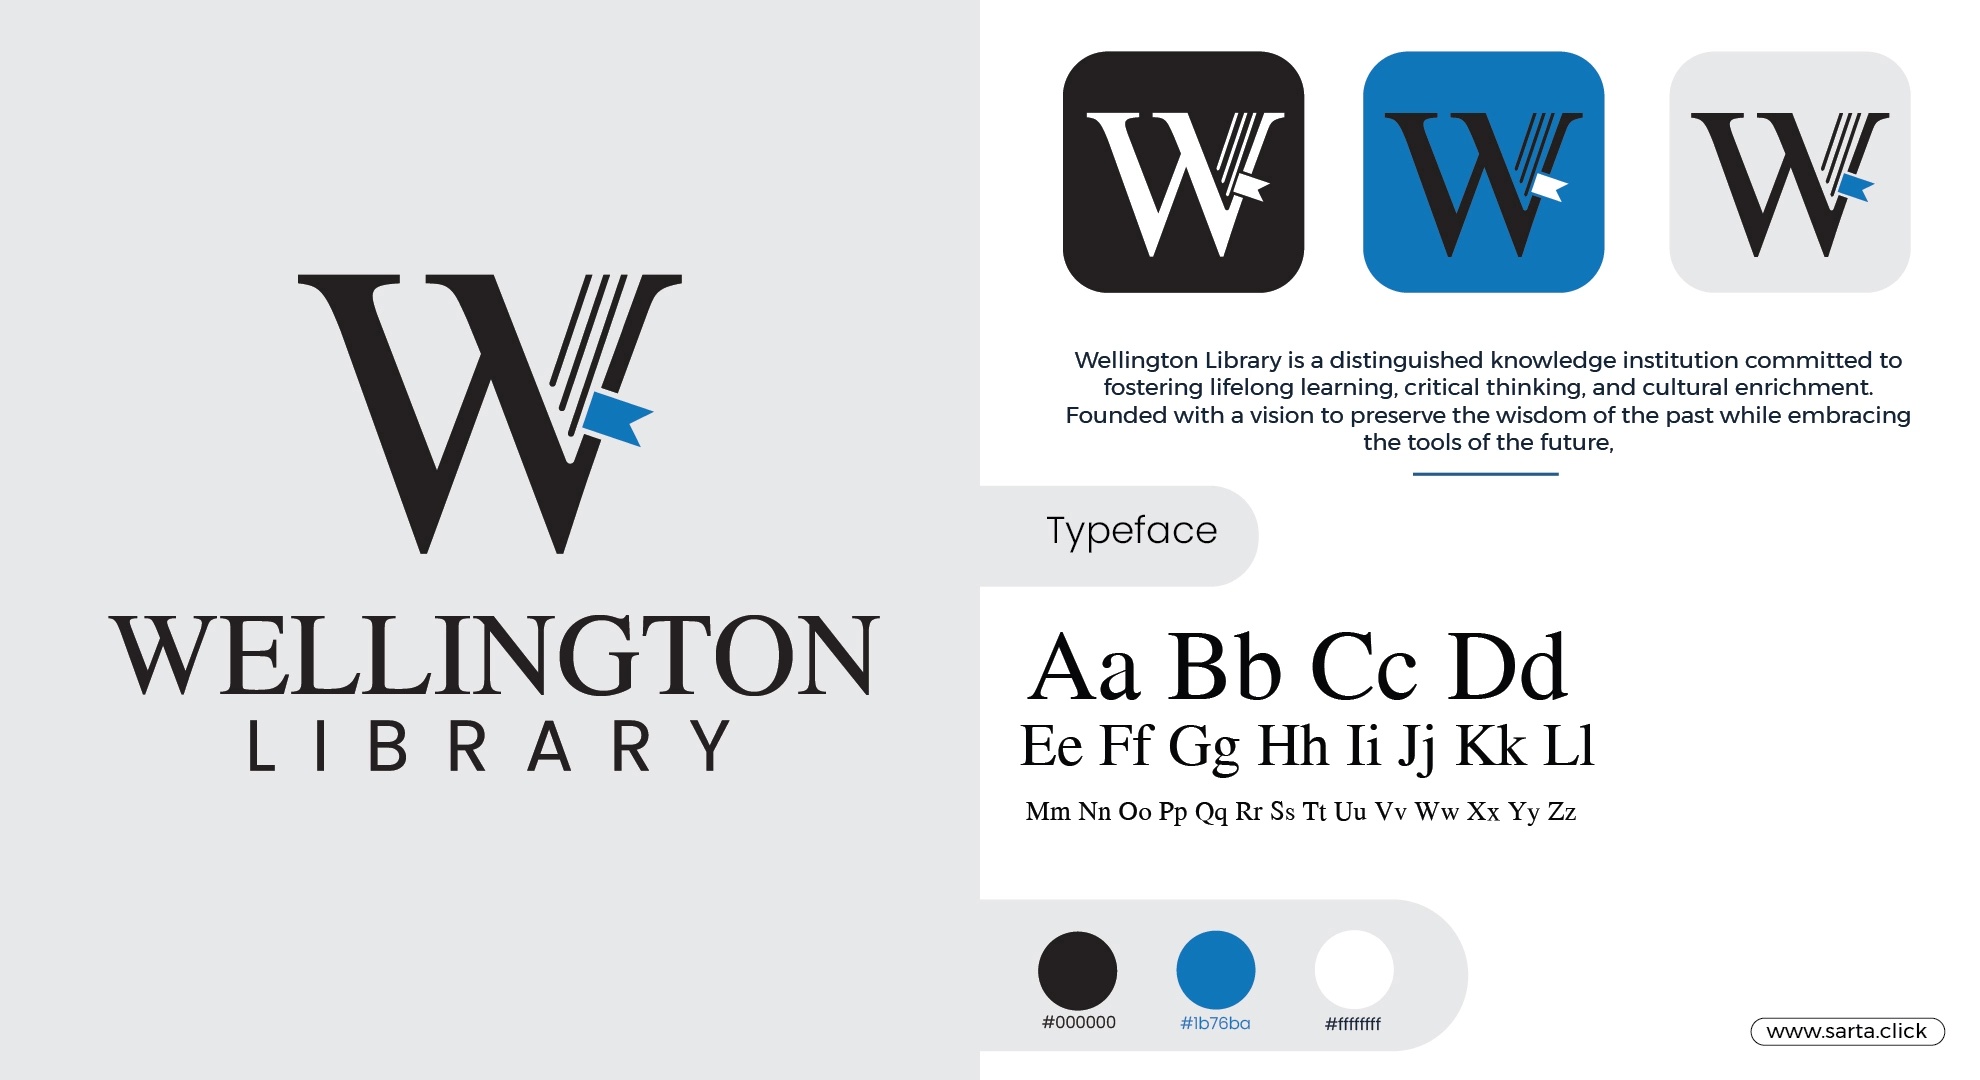 W
WELLINGTON
LIBRARY
W W W
Wellington Library is a distinguished knowledge institution committed to
fostering lifelong learning, critical thinking, and cultural enrichment.
Founded with a vision to preserve the wisdom of the past while embracing
the tools of the future,
Typeface
Aa Bb Cc Dd
Ee Ff Gg Hh Ii Jj Kk Ll
Mm Nn Oo Pp Qq Rr Ss Tt Uu Vv Ww Xx Yy Zz
#000000 #1b76ba #ffffffff
www.sarta.click